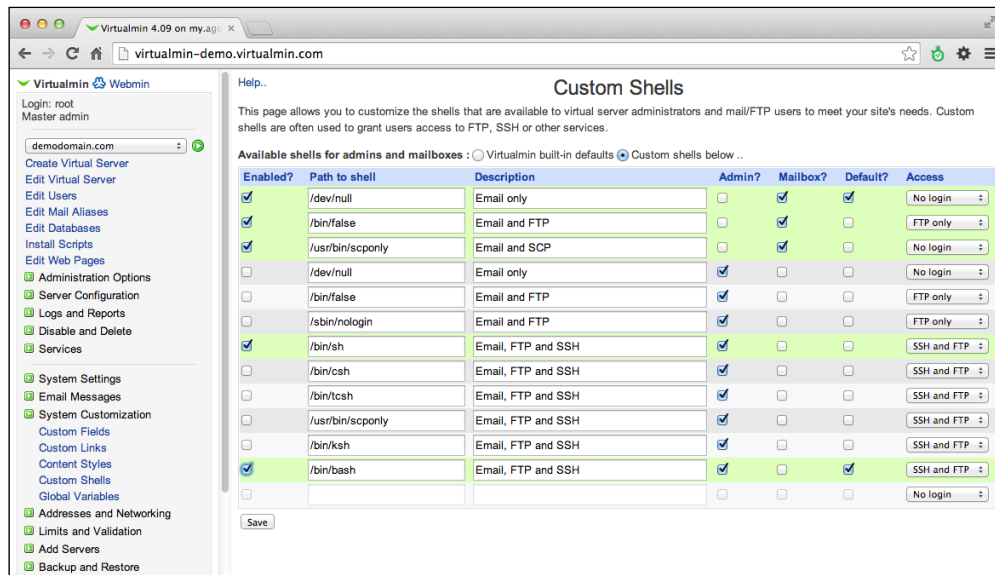 Virtualmin 4.09 on my.ago
virtualmin-demo.virtualmin.com
Virtualmin Webmin
Login: root
Master admin
demodomain.com
Create Virtual Server
Edit Virtual Server
Edit Users
Edit Mail Aliases
Edit Databases
Install Scripts
Edit Web Pages
Administration Options
Server Configuration
Logs and Reports
Disable and Delete
Services
System Settings
Email Messages
System Customization
Custom Fields
Custom Links
Content Styles
Custom Shells
Global Variables
Addresses and Networking
Limits and Validation
Add Servers
Backup and Restore
Help..
Custom Shells
This page allows you to customize the shells that are available to virtual server administrators and mail/FTP users to meet your site's needs. Custom
shells are often used to grant users access to FTP, SSH or other services.
Available shells for admins and mailboxes : Virtualmin built-in defaults Custom shells below ..
Enabled? Path to shell Description Admin? Mailbox? Default? Access
/dev/null Email only No login
/bin/false Email and FTP FTP only
/usr/bin/scponly Email and SCP No login
/dev/null Email only No login
/bin/false Email and FTP FTP only
/sbin/nologin Email and FTP FTP only
/bin/sh Email, FTP and SSH SSH and FTP
/bin/csh Email, FTP and SSH SSH and FTP
/bin/tcsh Email, FTP and SSH SSH and FTP
/usr/bin/scponly Email, FTP and SSH SSH and FTP
/bin/ksh Email, FTP and SSH SSH and FTP
/bin/bash Email, FTP and SSH SSH and FTP
No login
Save